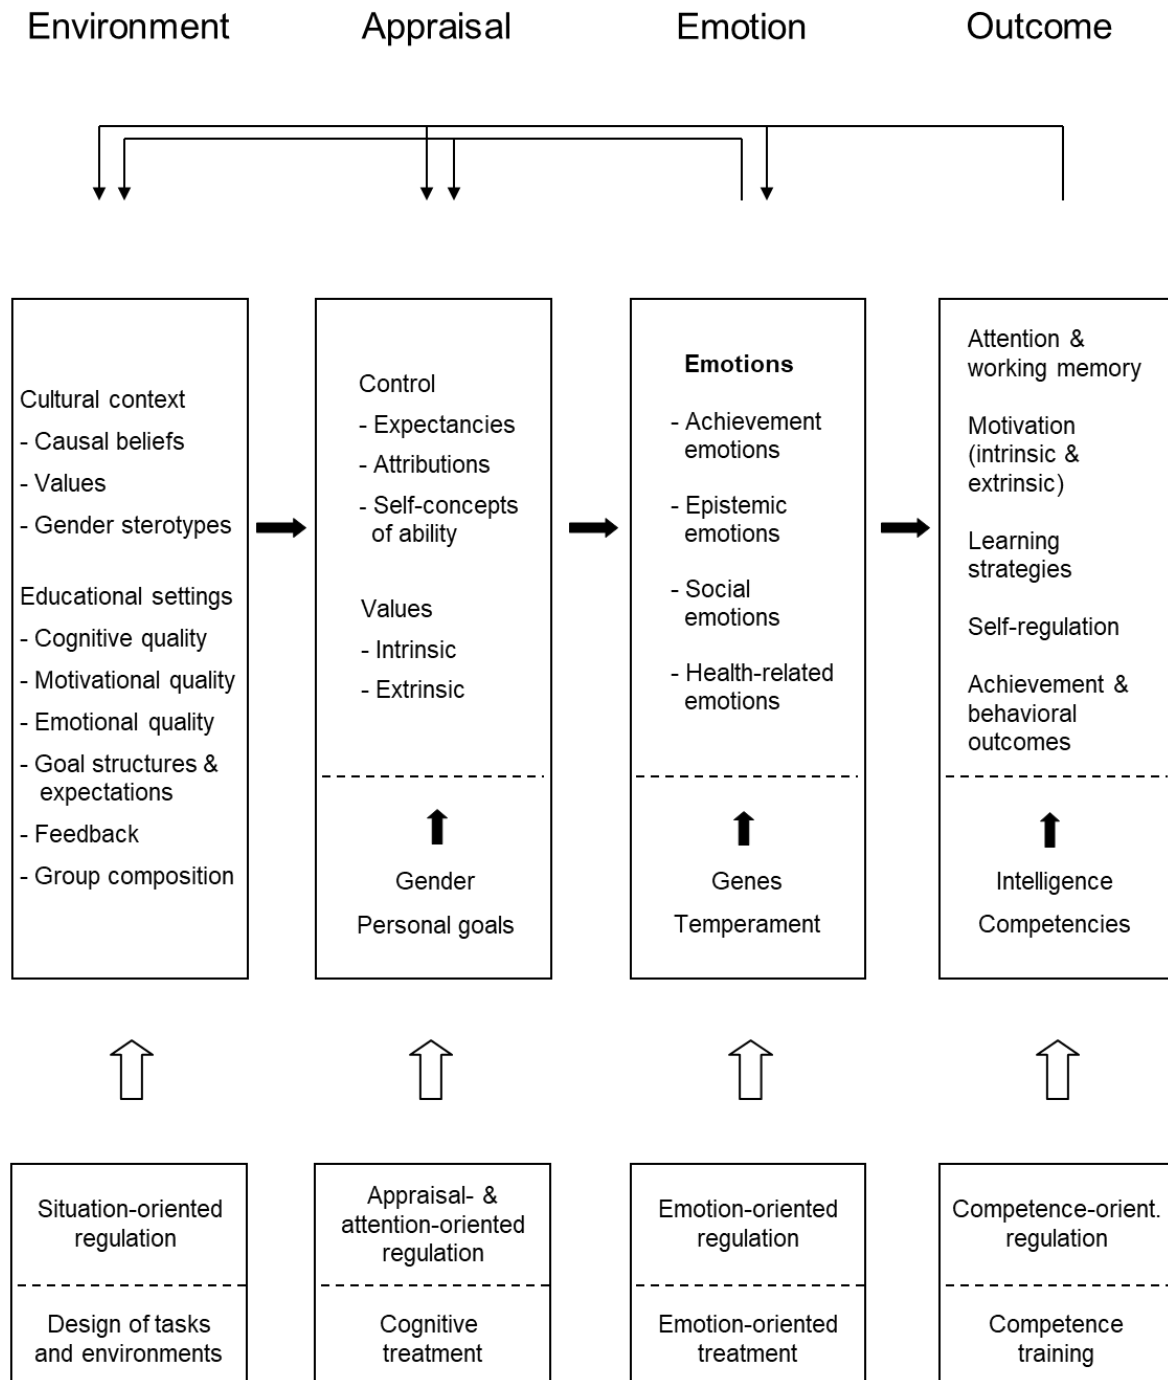 Environment
Appraisal
Emotion
Outcome
Cultural context
- Causal beliefs
- Values
- Gender sterotypes
Educational settings
- Cognitive quality
- Motivational quality
- Emotional quality
- Goal structures &
expectations
- Feedback
- Group composition
Control
- Expectancies
- Attributions
- Self-concepts
of ability
Values
- Intrinsic
- Extrinsic
Gender
Personal goals
Emotions
- Achievement
emotions
- Epistemic
emotions
- Social
emotions
- Health-related
emotions
Genes
Temperament
Attention &
working memory
Motivation
(intrinsic &
extrinsic)
Learning
strategies
Self-regulation
Achievement &
behavioral
outcomes
Intelligence
Competencies
Situation-oriented
regulation
Design of tasks
and environments
Appraisal- &
attention-oriented
regulation
Cognitive
treatment
Emotion-oriented
regulation
Emotion-oriented
treatment
Competence-orient.
regulation
Competence
training